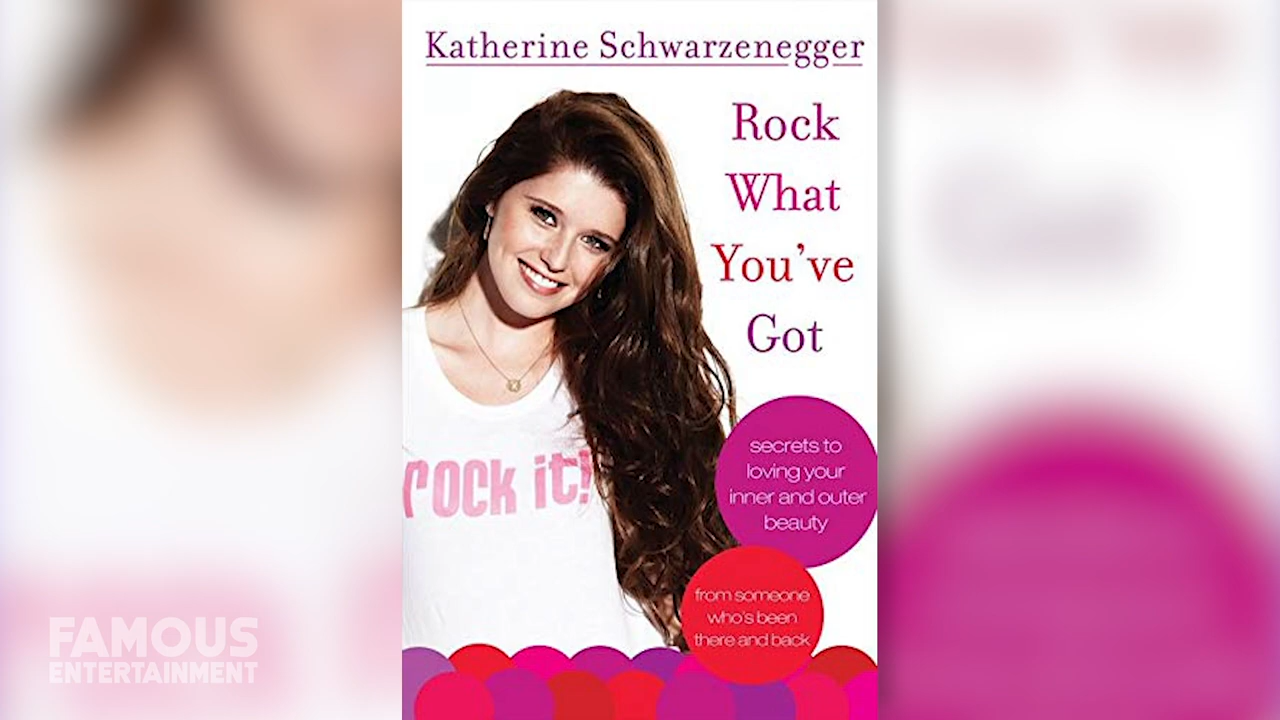 Katherine Schwarzenegger
Rock
What
You've
Got
secrets to
loving your
inner and outer
beauty
rock it!
from someone
who's been
there and back
FAMOUS
ENTERTAINMENT